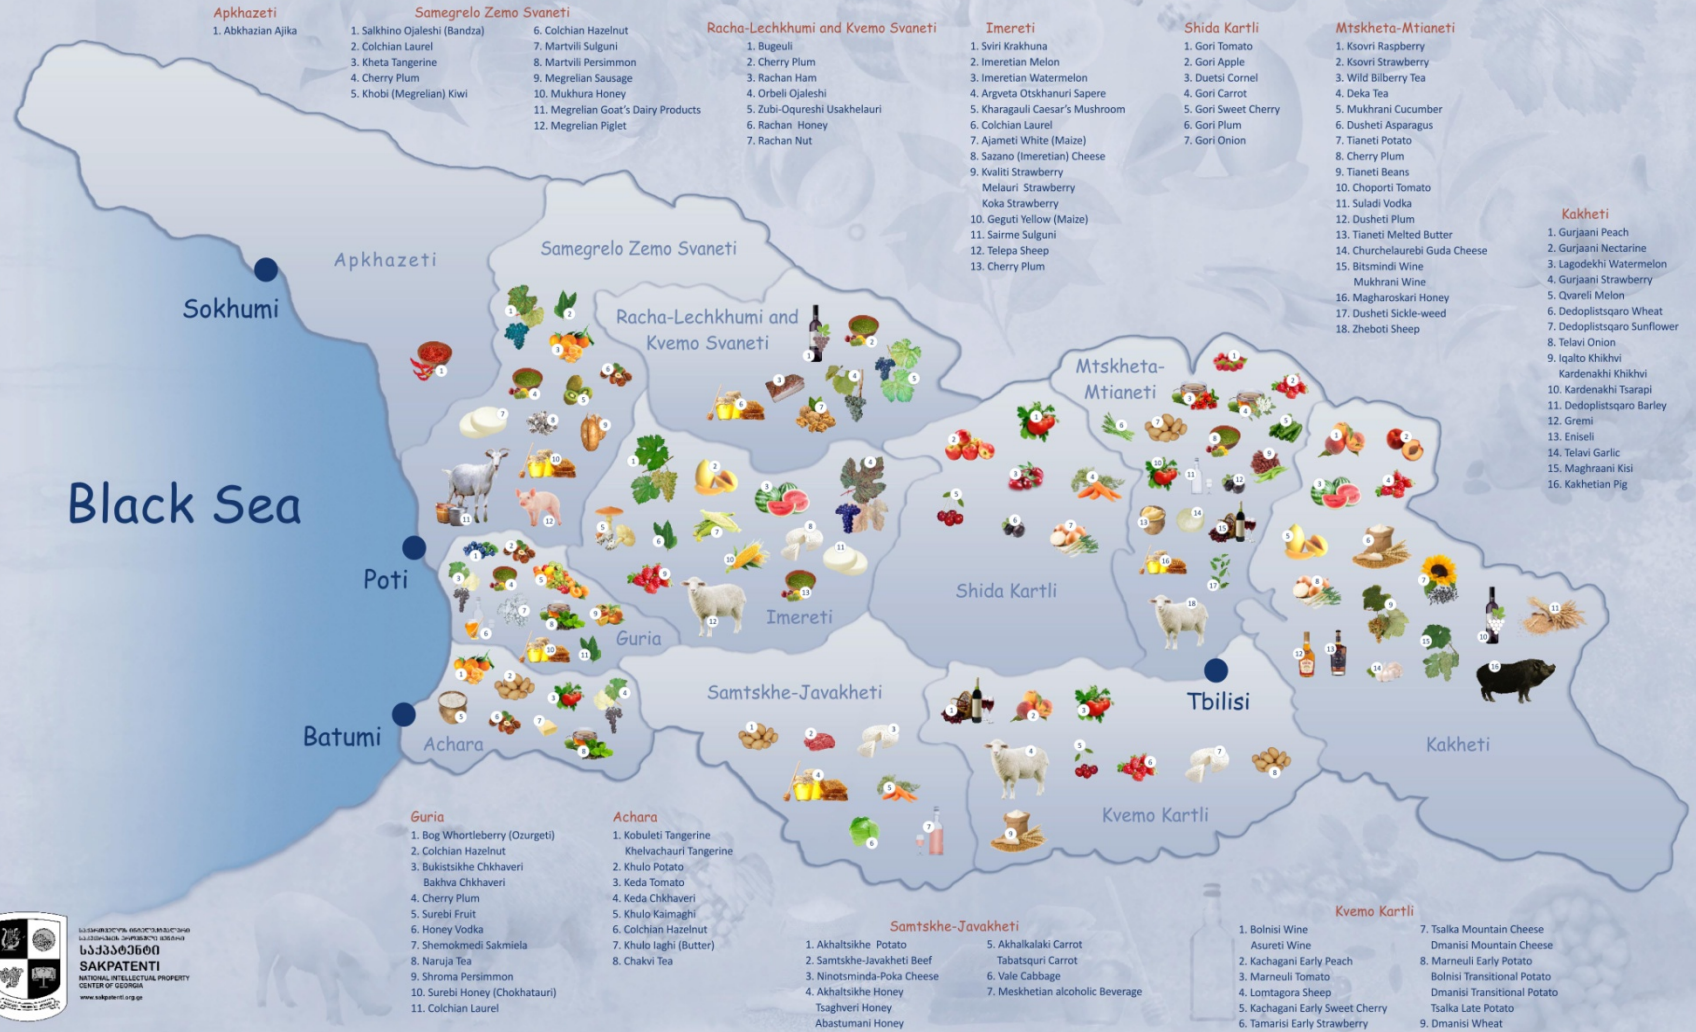 Apkhazeti
1. Abkhazian Ajika
Samegrelo Zemo Svaneti
1. Salkhino Ojaleshi (Bandza)
2. Colchian Laurel
3. Kheta Tangerine
4. Cherry Plum
5. Khobi (Megrelian) Kiwi
6. Colchian Hazelnut
7. Martvili Sulguni
8. Martvili Persimmon
9. Megrelian Sausage
10. Mukhura Honey
11. Megrelian Goat's Dairy Products
12. Megrelian Piglet
Racha-Lechkhumi and Kvemo Svaneti
1. Bugeuli
2. Cherry Plum
3. Rachan Ham
4. Orbeli Ojaleshi
5. Zubi-Oqureshi Usakhelauri
6. Rachan Honey
7. Rachan Nut
Imereti
1. Sviri Krakhuna
2. Imeretian Melon
3. Imeretian Watermelon
4. Argveta Otskhanuri Sapere
5. Kharagauli Caesar's Mushroom
6. Colchian Laurel
7. Ajameti White (Maize)
8. Sazano (Imeretian) Cheese
9. Kvaliti Strawberry
Melauri Strawberry
Koka Strawberry
10. Geguti Yellow (Maize)
11. Sairme Sulguni
12. Telepa Sheep
13. Cherry Plum
Shida Kartli
1. Gori Tomato
2. Gori Apple
3. Duetsi Cornel
4. Gori Carrot
5. Gori Sweet Cherry
6. Gori Plum
7. Gori Onion
Mtskheta-Mtianeti
1. Ksovri Raspberry
2. Ksovri Strawberry
3. Wild Bilberry Tea
4. Deka Tea
5. Mukhrani Cucumber
6. Dusheti Asparagus
7. Tianeti Potato
8. Cherry Plum
9. Tianeti Beans
10. Choporti Tomato
11. Suladi Vodka
12. Dusheti Plum
13. Tianeti Melted Butter
14. Churchelaurebi Guda Cheese
15. Bitsmindi Wine
Mukhrani Wine
16. Magharoskari Honey
17. Dusheti Sickle-weed
18. Zheboti Sheep
Kakheti
1. Gurjaani Peach
2. Gurjaani Nectarine
3. Lagodekhi Watermelon
4. Gurjaani Strawberry
5. Qvareli Melon
6. Dedoplistsqaro Wheat
7. Dedoplistsqaro Sunflower
8. Telavi Onion
9. Iqalto Khikhvi
Kardenakhi Khikhvi
10. Kardenakhi Tsarapi
11. Dedoplistsqaro Barley
12. Gremi
13. Eniseli
14. Telavi Garlic
15. Maghraani Kisi
16. Kakhetian Pig
Apkhazeti
Samegrelo Zemo Svaneti
Sokhumi
Racha-Lechkhumi and
Kvemo Svaneti
Mtskheta-
Mtianeti
Black Sea
Poti
Shida Kartli
Imereti
Guria
Samtskhe-Javakheti
Tbilisi
Batumi
Achara
Kakheti
Kvemo Kartli
Guria
1. Bog Whortleberry (Ozurgeti)
2. Colchian Hazelnut
3. Bukistsikhe Chkhaveri
Bakhva Chkhaveri
4. Cherry Plum
5. Surebi Fruit
6. Honey Vodka
7. Shemokmedi Sakmiela
8. Naruja Tea
9. Shroma Persimmon
10. Surebi Honey (Chokhatauri)
11. Colchian Laurel
Achara
1. Kobuleti Tangerine
Khelvachauri Tangerine
2. Khulo Potato
3. Keda Tomato
4. Keda Chkhaveri
5. Khulo Kaimaghi
6. Colchian Hazelnut
7. Khulo Iaghi (Butter)
8. Chakvi Tea
Samtskhe-Javakheti
1. Akhaltsikhe Potato
2. Samtskhe-Javakheti Beef
3. Ninotsminda-Poka Cheese
4. Akhaltsikhe Honey
Tsaghveri Honey
Abastumani Honey
5. Akhalkalaki Carrot
Tabatsquri Carrot
6. Vale Cabbage
7. Meskhetian alcoholic Beverage
Kvemo Kartli
1. Bolnisi Wine
Asureti Wine
2. Kachagani Early Peach
3. Marneuli Tomato
4. Lomtagora Sheep
5. Kachagani Early Sweet Cherry
6. Tamarisi Early Strawberry
7. Tsalka Mountain Cheese
Dmanisi Mountain Cheese
8. Marneuli Early Potato
Bolnisi Transitional Potato
Dmanisi Transitional Potato
Tsalka Late Potato
9. Dmanisi Wheat
საქპატენტი
SAKPATENTI
NATIONAL INTELLECTUAL PROPERTY
CENTER OF GEORGIA
www.sakpatenti.org.ge